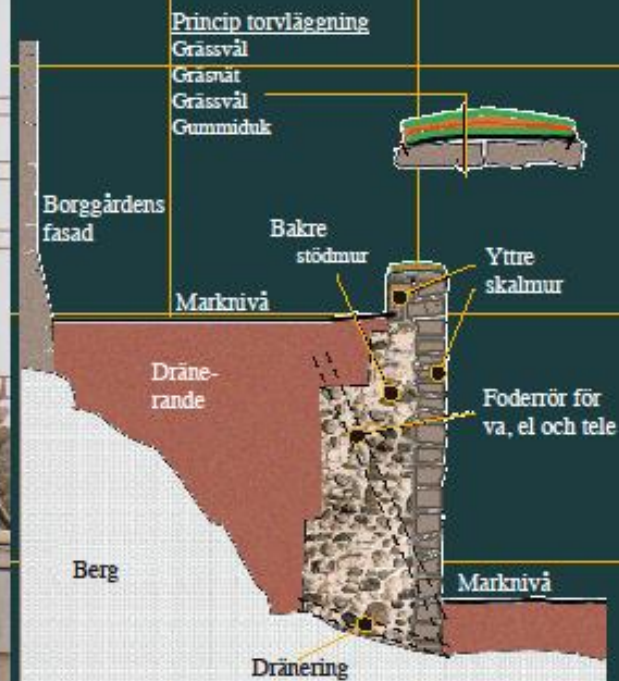 Princip torvläggning
Grässvål
Gräsnät
Grässvål
Gummiduk
Borggårdens
fasad
Bakre
stödmur
Yttre
skalmur
Marknivå
Dräne-
rande
Foderrör för
va, el och tele
Berg
Marknivå
Dränering